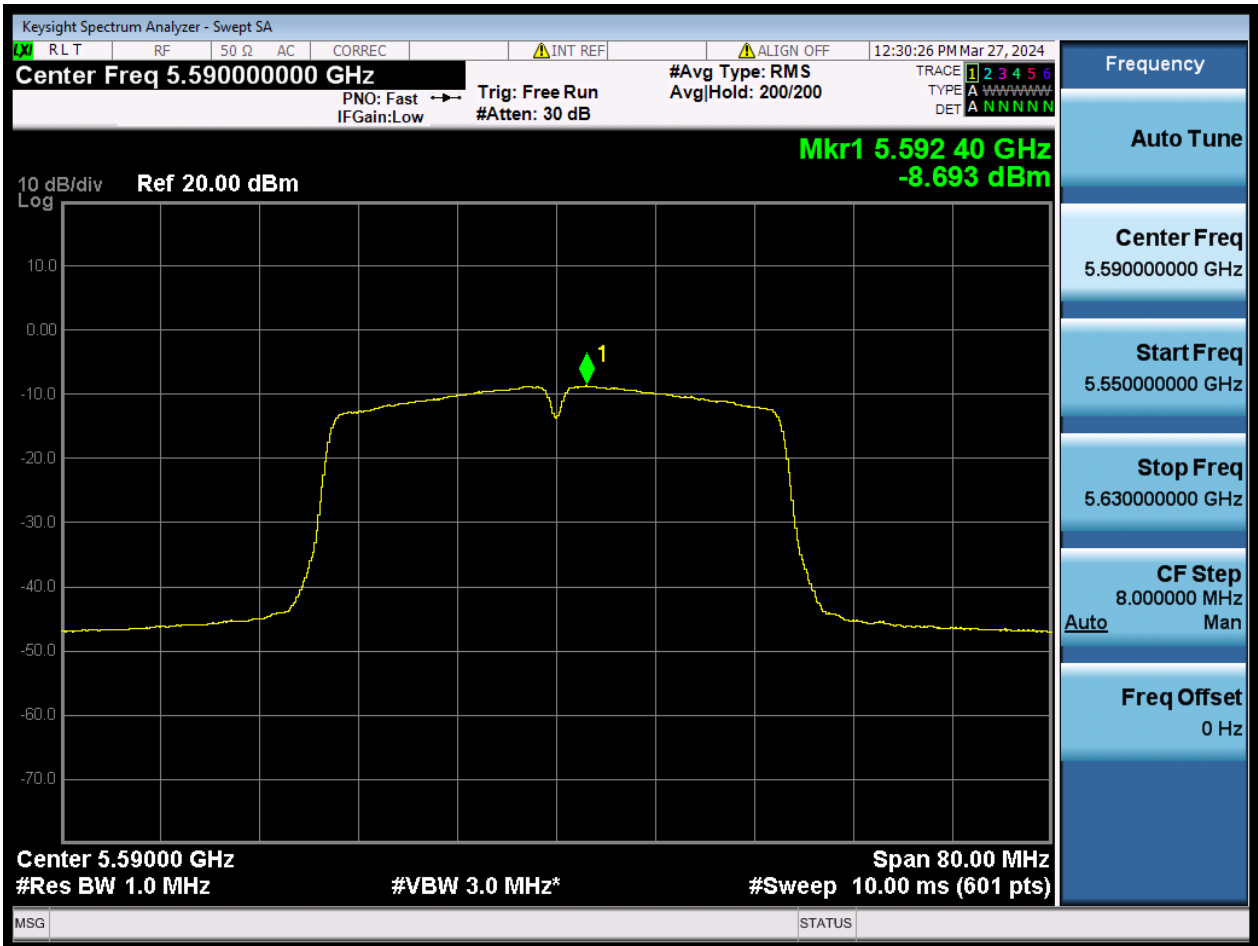 Keysight Spectrum Analyzer - Swept SA
LXI RLT RF 50 Ω AC CORREC INT REF ALIGN OFF 12:30:26 PM Mar 27, 2024
Center Freq 5.590000000 GHz
PNO: Fast
IFGain:Low
Trig: Free Run
#Atten: 30 dB
#Avg Type: RMS
Avg|Hold: 200/200
TRACE 1 2 3 4 5 6
TYPE A WWWWW
DET A N N N N N
Mkr1 5.592 40 GHz
-8.693 dBm
10 dB/div Ref 20.00 dBm
Log
10.0
0.00
-10.0
-20.0
-30.0
-40.0
-50.0
-60.0
-70.0
1
Center 5.59000 GHz Span 80.00 MHz
#Res BW 1.0 MHz #VBW 3.0 MHz* #Sweep 10.00 ms (601 pts)
MSG STATUS
Frequency
Auto Tune
Center Freq
5.590000000 GHz
Start Freq
5.550000000 GHz
Stop Freq
5.630000000 GHz
CF Step
8.000000 MHz
Auto Man
Freq Offset
0 Hz